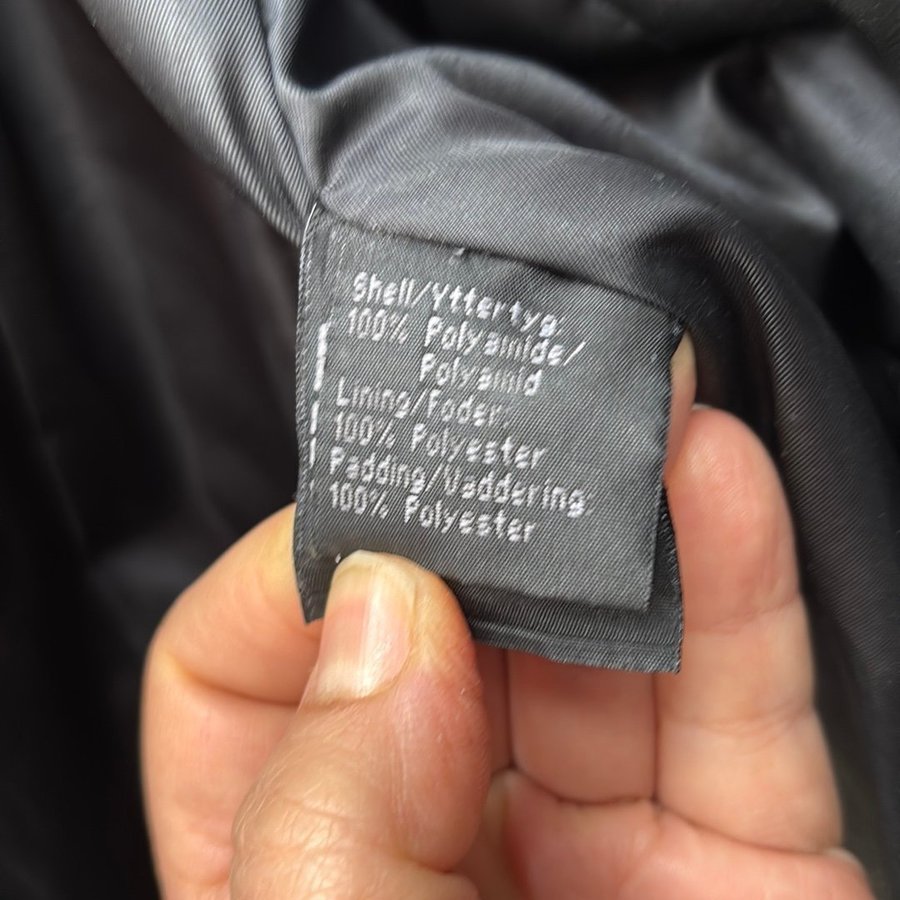 Shell/Yttertyg:
100% Polyamide/
Polyamid
Lining/Foder:
100% Polyester
Padding/Vaddering:
100% Polyester